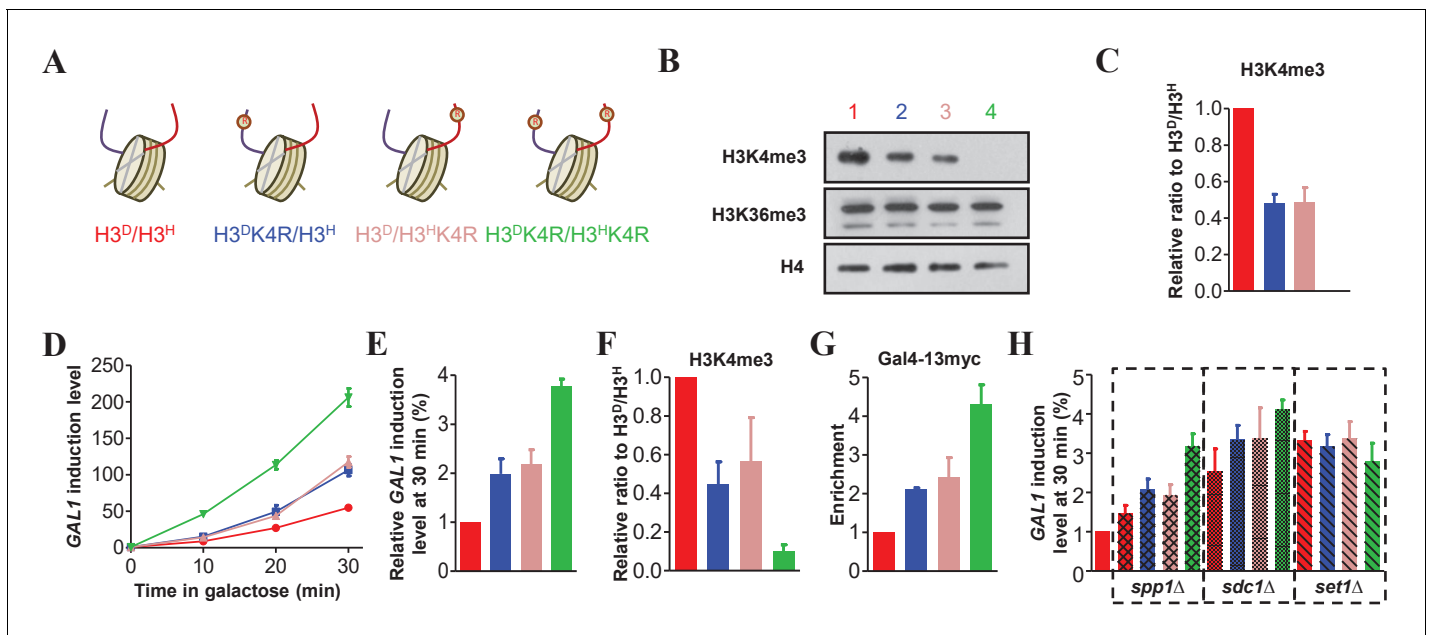 A
R
R
R
R
H3ᴰ/H3ᴴ
H3ᴰK4R/H3ᴴ
H3ᴰ/H3ᴴK4R
H3ᴰK4R/H3ᴴK4R
B
1 2 3 4
H3K4me3
H3K36me3
H4
C
H3K4me3
Relative ratio to H3ᴰ/H3ᴴ
1.0
0.8
0.6
0.4
0.2
0.0
D
GAL1 induction level
250
200
150
100
50
0
0 10 20 30
Time in galactose (min)
E
Relative GAL1 induction
level at 30 min (%)
4
3
2
1
0
F
H3K4me3
Relative ratio to H3ᴰ/H3ᴴ
1.0
0.8
0.6
0.4
0.2
0.0
G
Gal4-13myc
Enrichment
5
4
3
2
1
0
H
GAL1 induction
level at 30 min (%)
5
4
3
2
1
0
spp1Δ sdc1Δ set1Δ